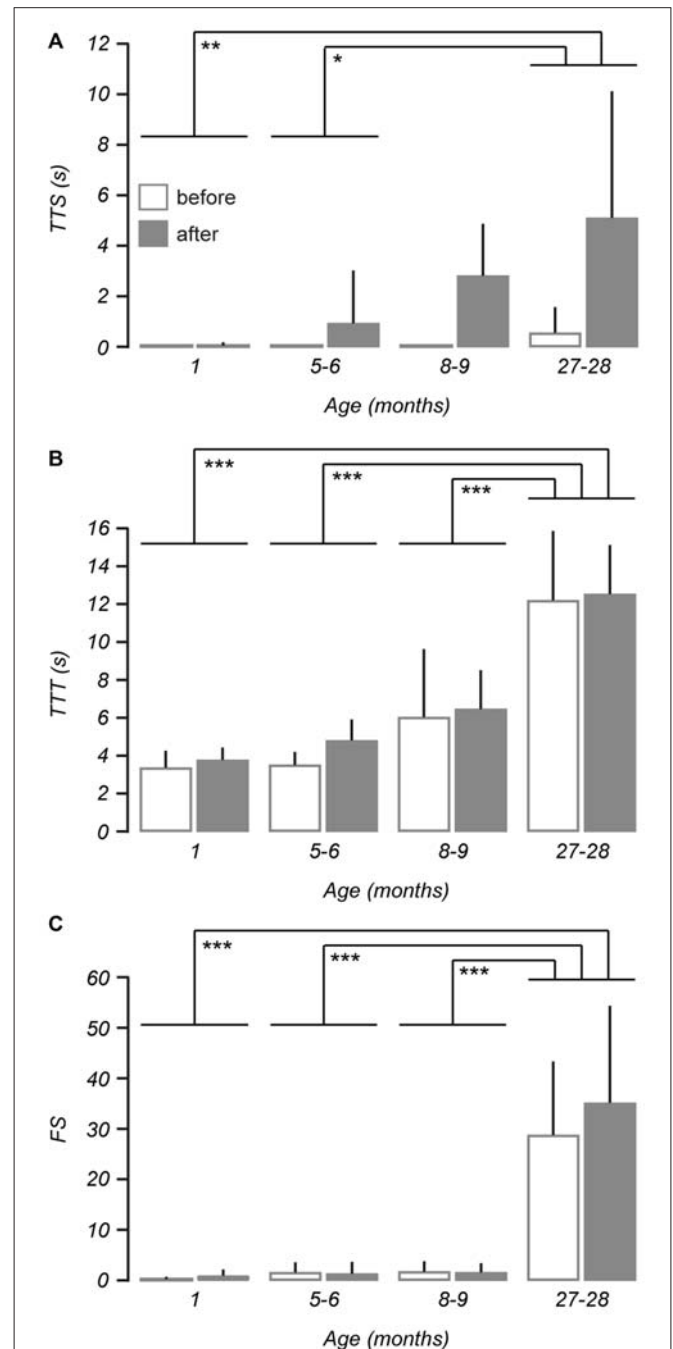 A
12
**
*
10
8
before
6
TTS (s)
after
4
2
0
1 5-6 8-9 27-28
Age (months)
B
***
***
***
16
14
12
10
TTT (s)
8
6
4
2
0
1 5-6 8-9 27-28
Age (months)
C
***
***
***
60
50
40
FS
30
20
10
0
1 5-6 8-9 27-28
Age (months)